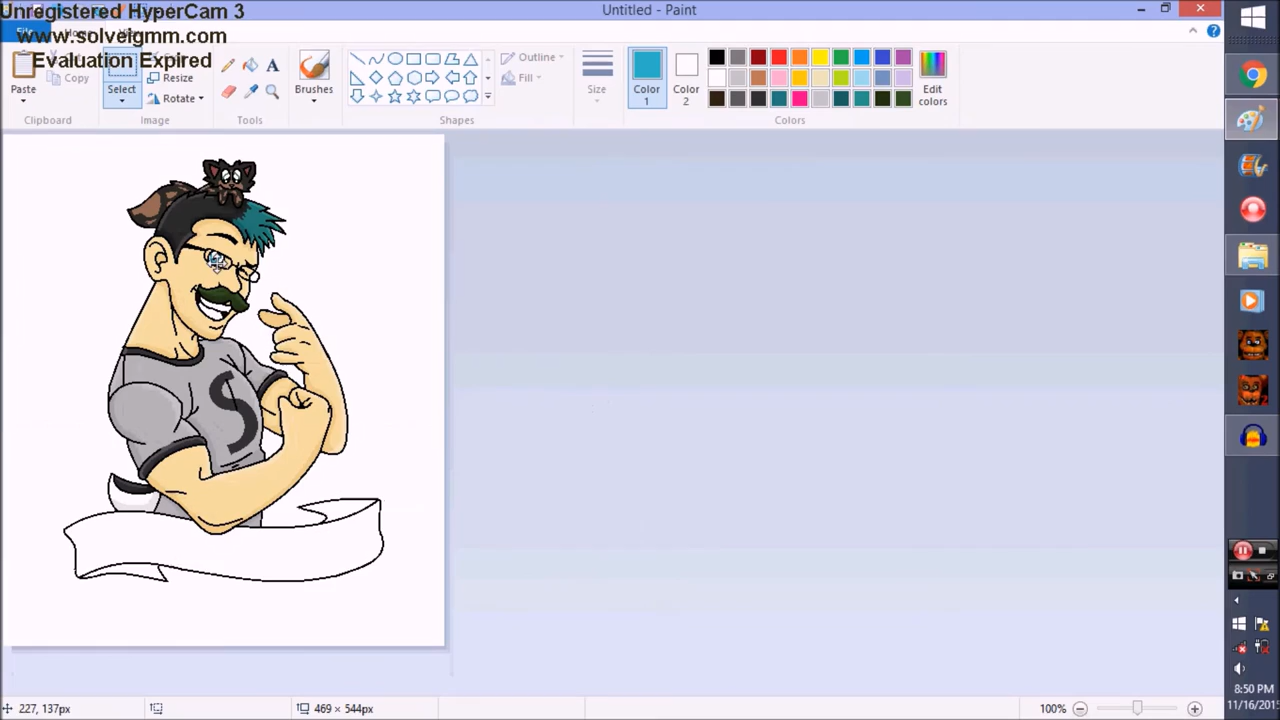 Unregistered HyperCam 3
www.solveigmm.com
Evaluation Expired
Untitled - Paint
Paste
Copy
Clipboard
Select
Resize
Rotate
Image
Tools
Brushes
Shapes
Outline
Fill
Size
Color 1
Color 2
Edit colors
Colors
S
227, 137px
469 × 544px
100%
8:50 PM
11/16/201